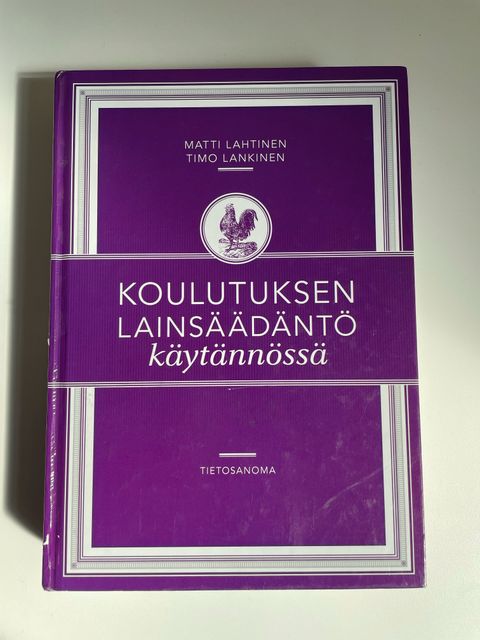 MATTI LAHTINEN
TIMO LANKINEN
KOULUTUKSEN
LAINSÄÄDÄNTÖ
käytännössä
TIETOSANOMA